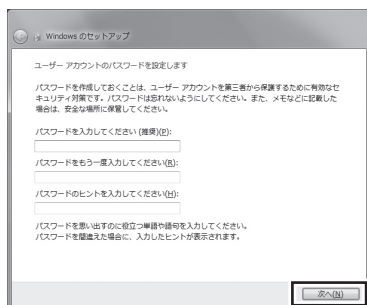 Windows のセットアップ
ユーザー アカウントのパスワードを設定します
パスワードを作成しておくことは、ユーザー アカウントを第三者から保護するために有効なセ
キュリティ対策です。パスワードは忘れないようにしてください。また、メモなどに記載した
場合は、安全な場所に保管してください。
パスワードを入力してください (推奨)(P):
パスワードをもう一度入力してください(R):
パスワードのヒントを入力してください(H):
パスワードを思い出すのに役立つ単語や語句を入力してください。
パスワードを間違えた場合に、入力したヒントが表示されます。
次へ(N)